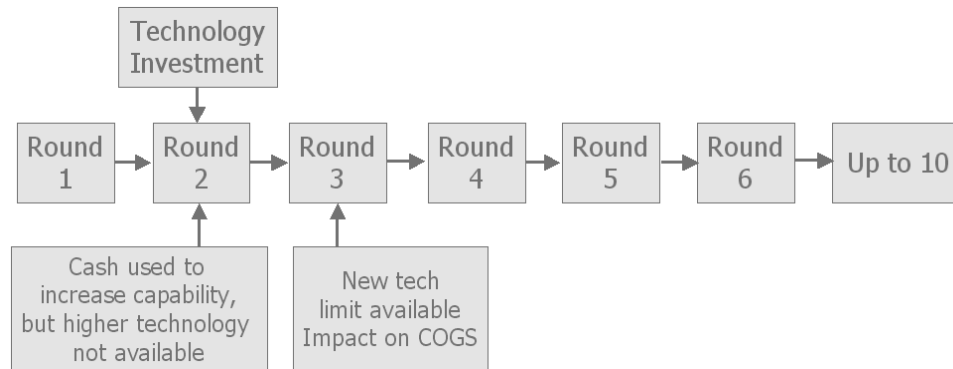 Technology
Investment
Round
1
Round
2
Round
3
Round
4
Round
5
Round
6
Up to 10
Cash used to
increase capability,
but higher technology
not available
New tech
limit available
Impact on COGS